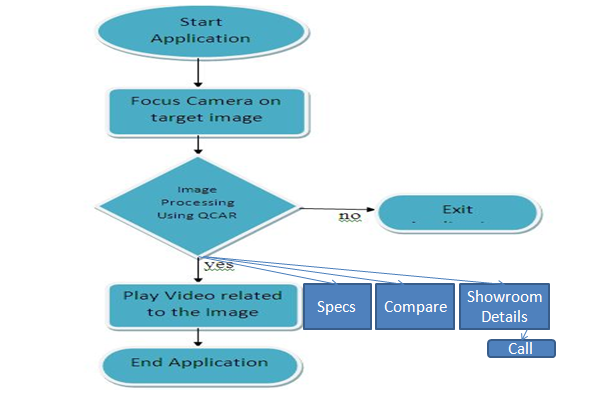 Start
Application
Focus Camera on
target image
Image
Processing
Using QCAR
no
Exit
yes
Play Video related
to the Image
Specs
Compare
Showroom
Details
Call
End Application